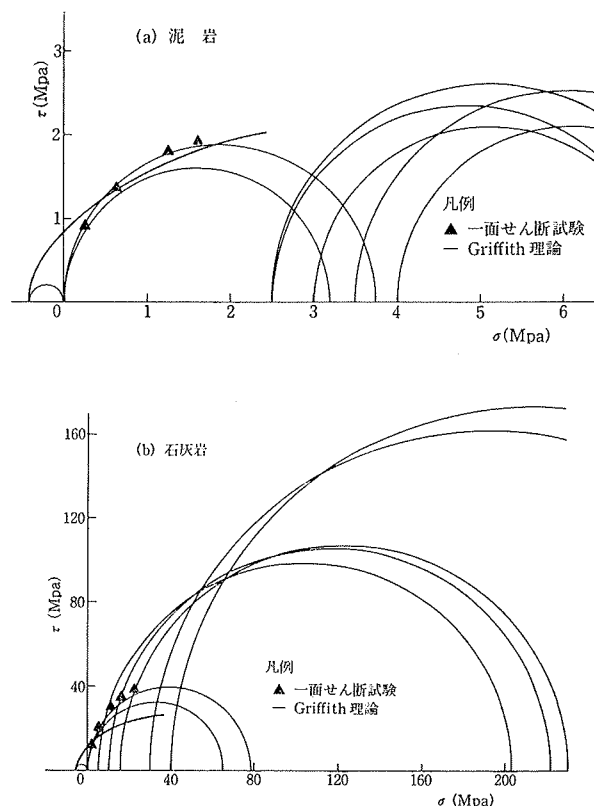 (a) 泥 岩
τ(Mpa)
3
2
1
凡例
▲ 一面せん断試験
— Griffith 理論
0 1 2 3 4 5 6
σ(Mpa)
(b) 石灰岩
τ (Mpa)
160
120
80
40
凡例
▲ 一面せん断試験
— Griffith 理論
0 40 80 120 160 200
σ (Mpa)